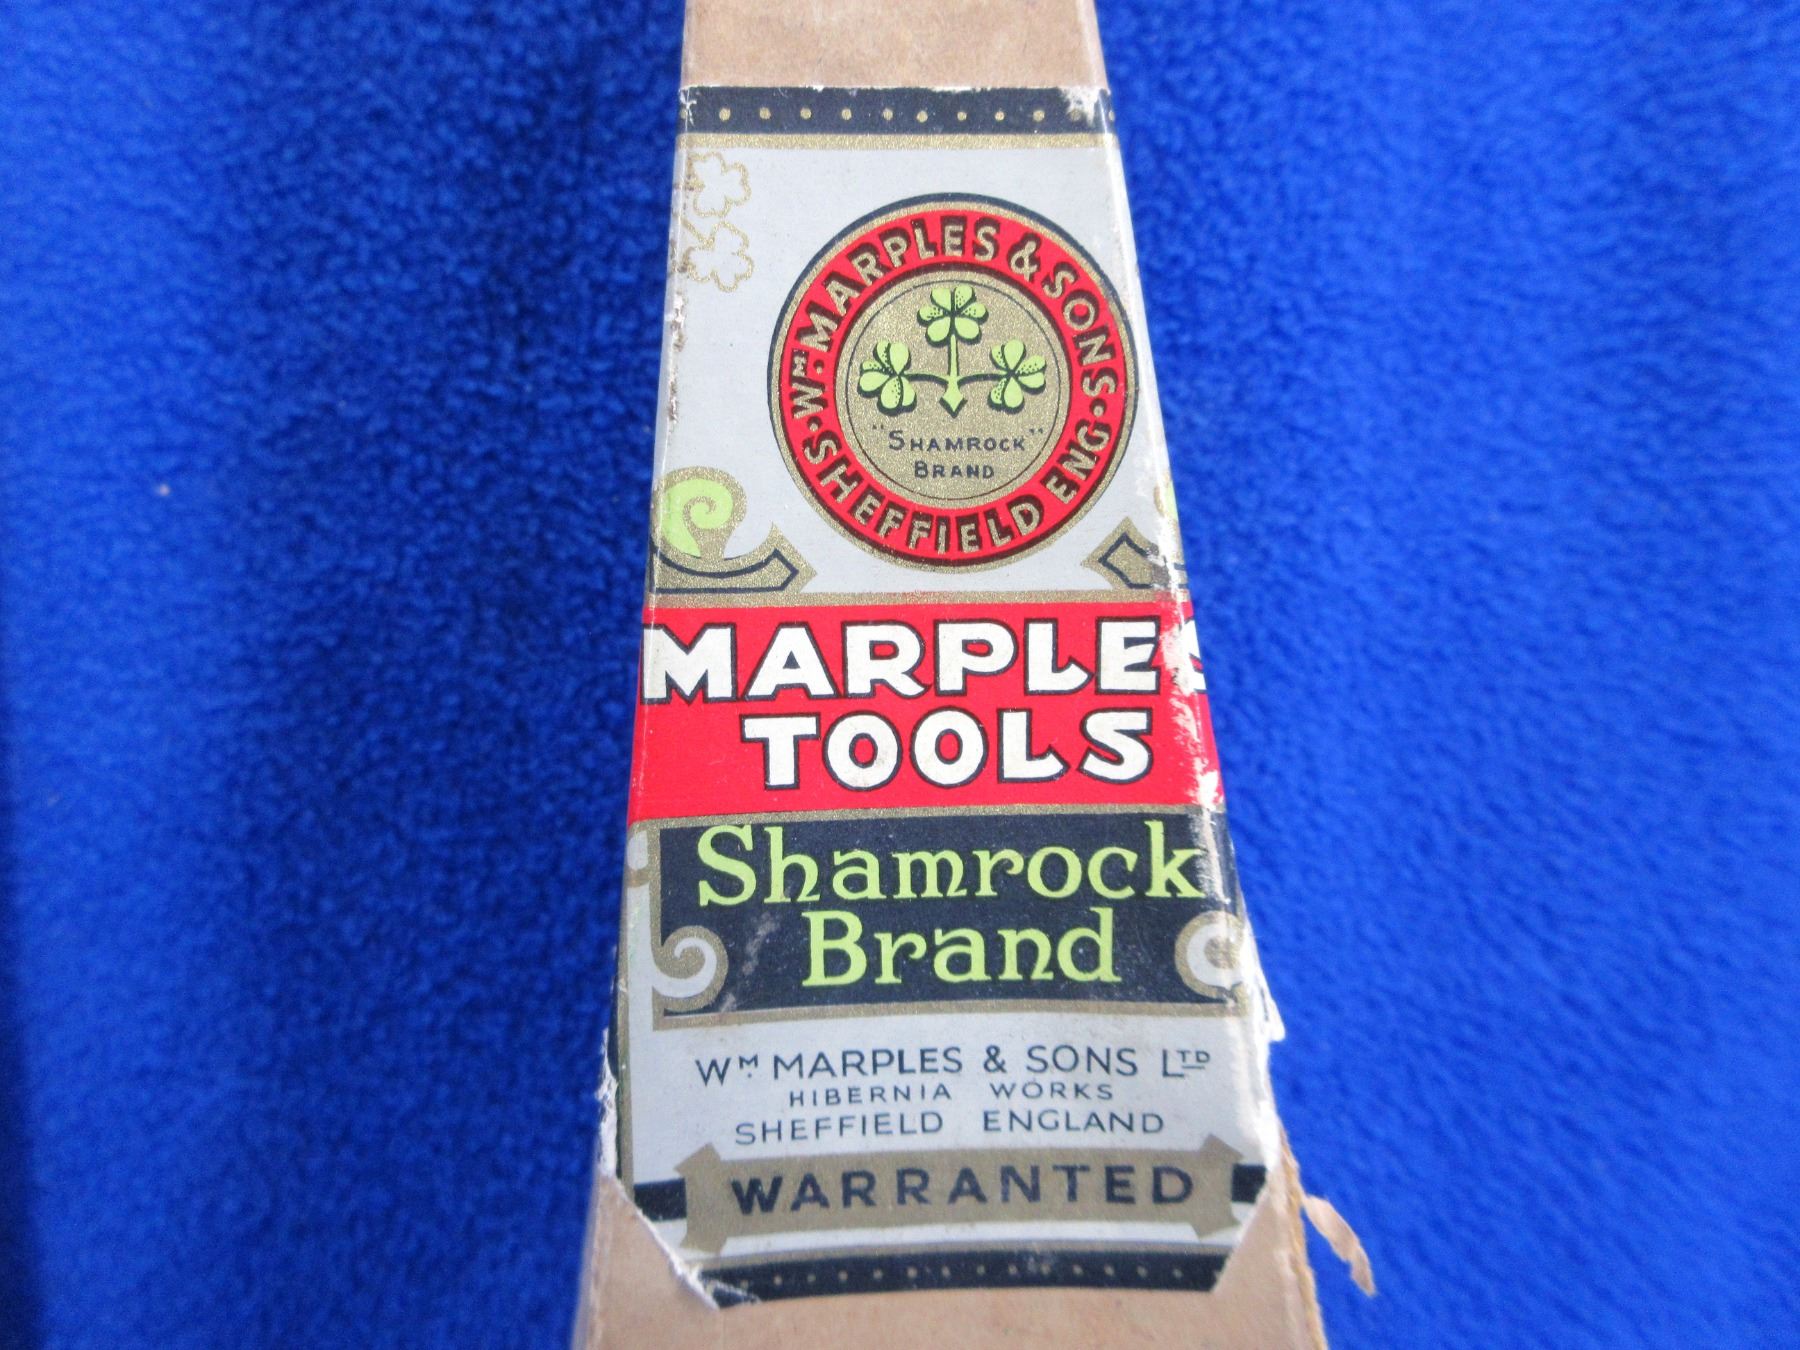 Wᴹ· MARPLES & SONS·
SHEFFIELD ENG·
"SHAMROCK"
BRAND
MARPLES
TOOLS
Shamrock
Brand
Wᴹ· MARPLES & SONS Lᵀᴰ
HIBERNIA WORKS
SHEFFIELD ENGLAND
WARRANTED